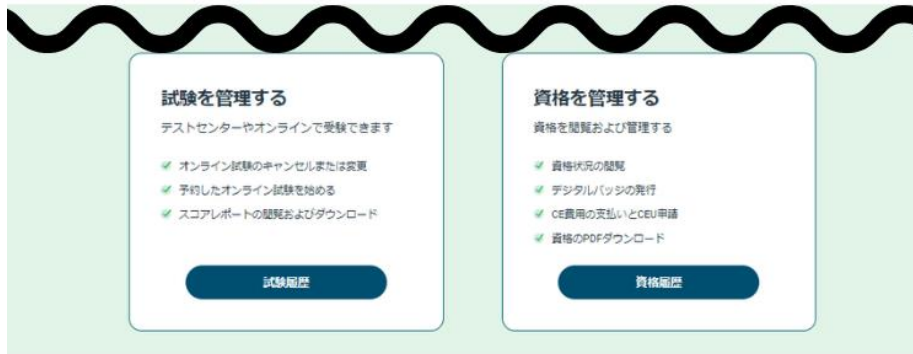 試験を管理する
テストセンターやオンラインで受験できます
オンライン試験のキャンセルまたは変更
予約したオンライン試験を始める
スコアレポートの閲覧およびダウンロード
試験履歴
資格を管理する
資格を閲覧および管理する
資格状況の閲覧
デジタルバッジの発行
CE費用の支払いとCEU申請
資格のPDFダウンロード
資格履歴